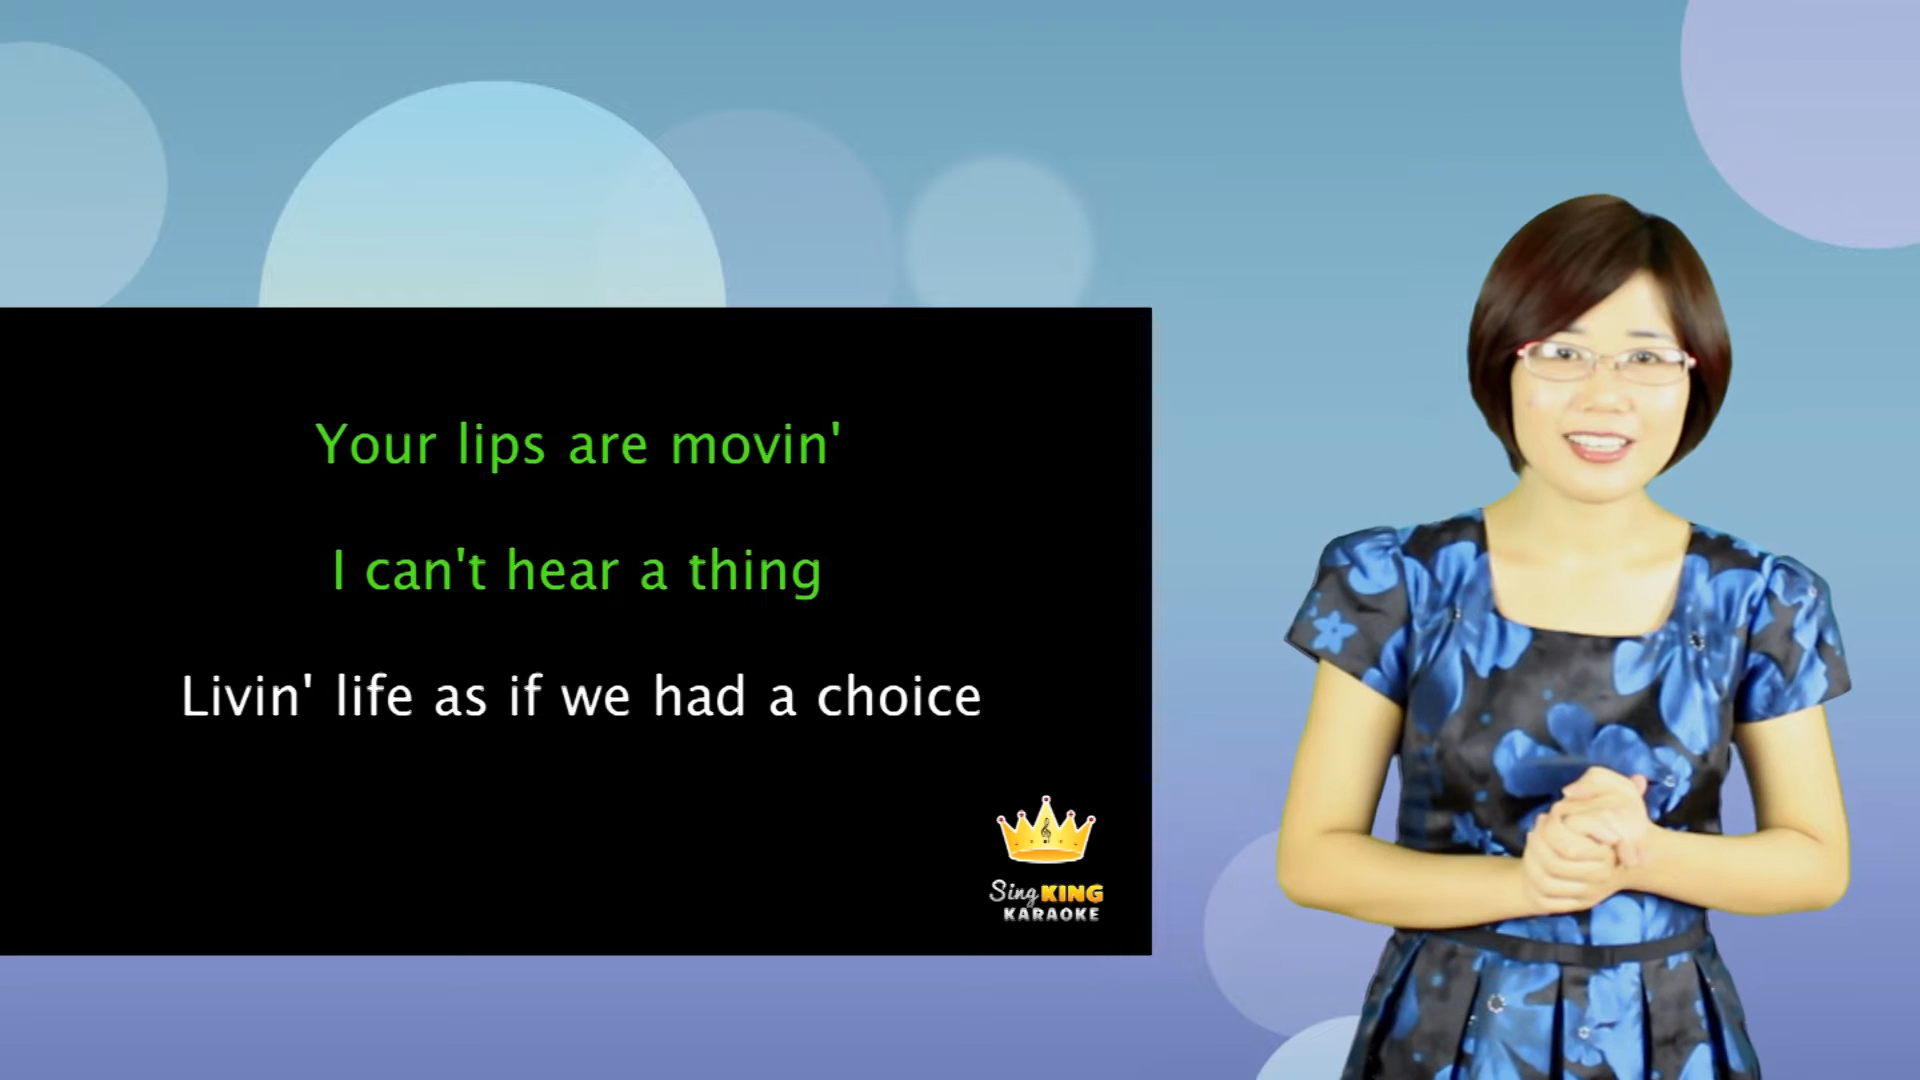 Your lips are movin'
I can't hear a thing
Livin' life as if we had a choice
Sing KING
KARAOKE